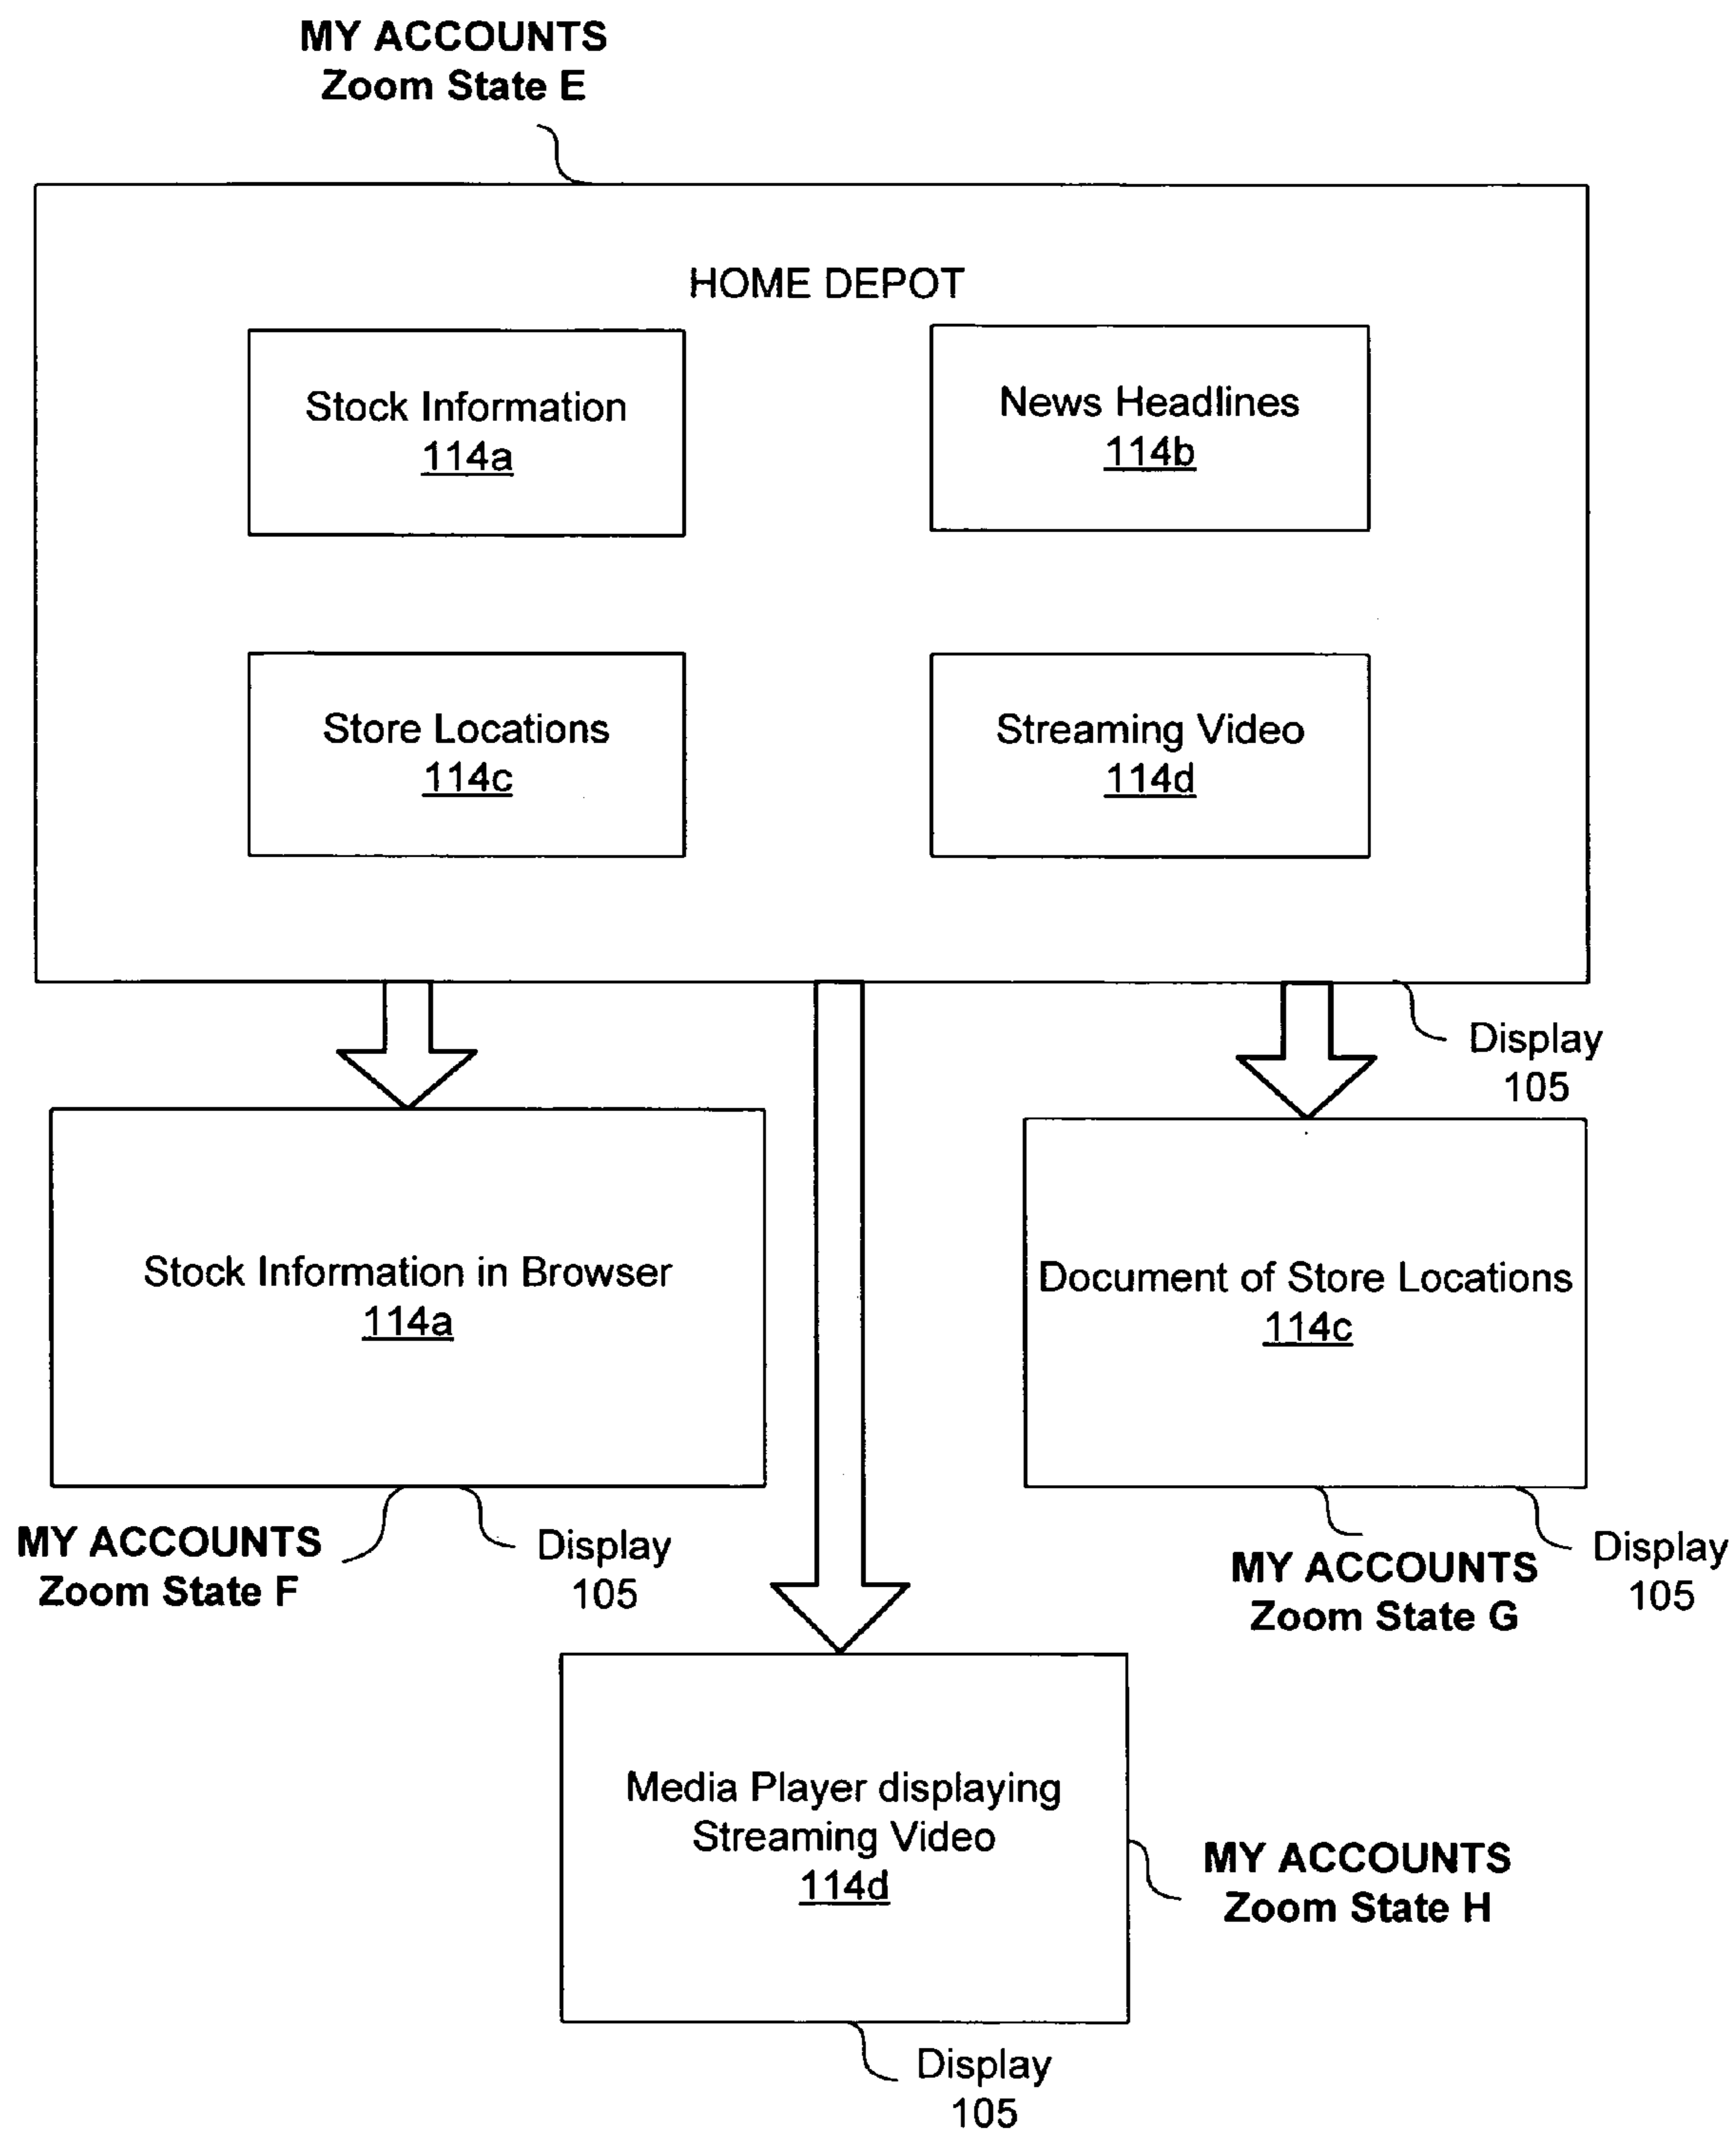 MY ACCOUNTS
Zoom State E
HOME DEPOT
Stock Information
114a
News Headlines
114b
Store Locations
114c
Streaming Video
114d
Display
105
Stock Information in Browser
114a
Document of Store Locations
114c
MY ACCOUNTS
Zoom State F
Display
105
MY ACCOUNTS
Zoom State G
Display
105
Media Player displaying
Streaming Video
114d
MY ACCOUNTS
Zoom State H
Display
105